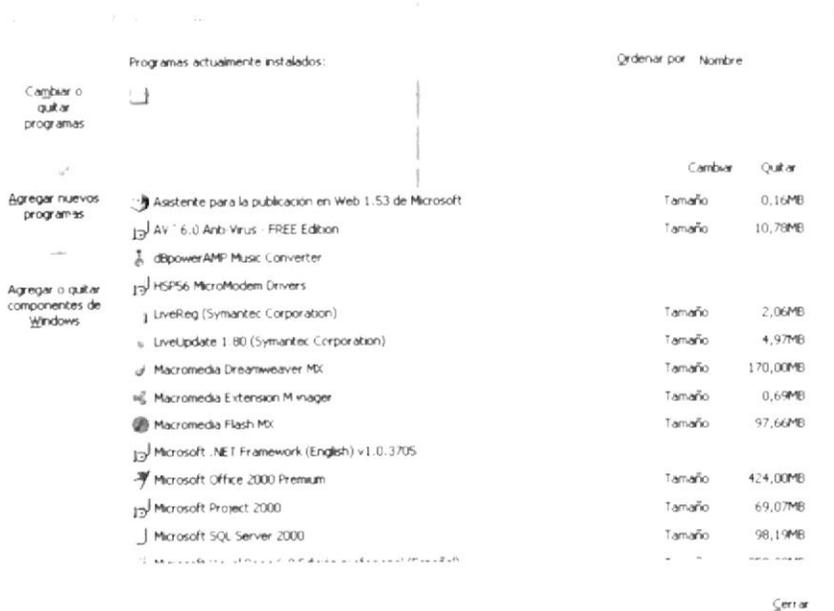 Programas actualmente instalados:
Ordenar por Nombre
Cambiar o
quitar
programas
Cambiar Quitar
Agregar nuevos
programas
Asistente para la publicación en Web 1.53 de Microsoft Tamaño 0,16MB
6.0 Anti-Virus - FREE Edition Tamaño 10,78MB
dBpowerAMP Music Converter
HSP56 MicroModem Drivers
Agregar o quitar
componentes de
Windows
LiveReg (Symantec Corporation) Tamaño 2,06MB
LiveUpdate 1.80 (Symantec Corporation) Tamaño 4,97MB
Macromedia Dreamweaver MX Tamaño 170,00MB
Macromedia Extension Manager Tamaño 0,69MB
Macromedia Flash MX Tamaño 97,66MB
Microsoft .NET Framework (English) v1.0.3705
Microsoft Office 2000 Premium Tamaño 424,00MB
Microsoft Project 2000 Tamaño 69,07MB
Microsoft SQL Server 2000 Tamaño 98,19MB
Cerrar